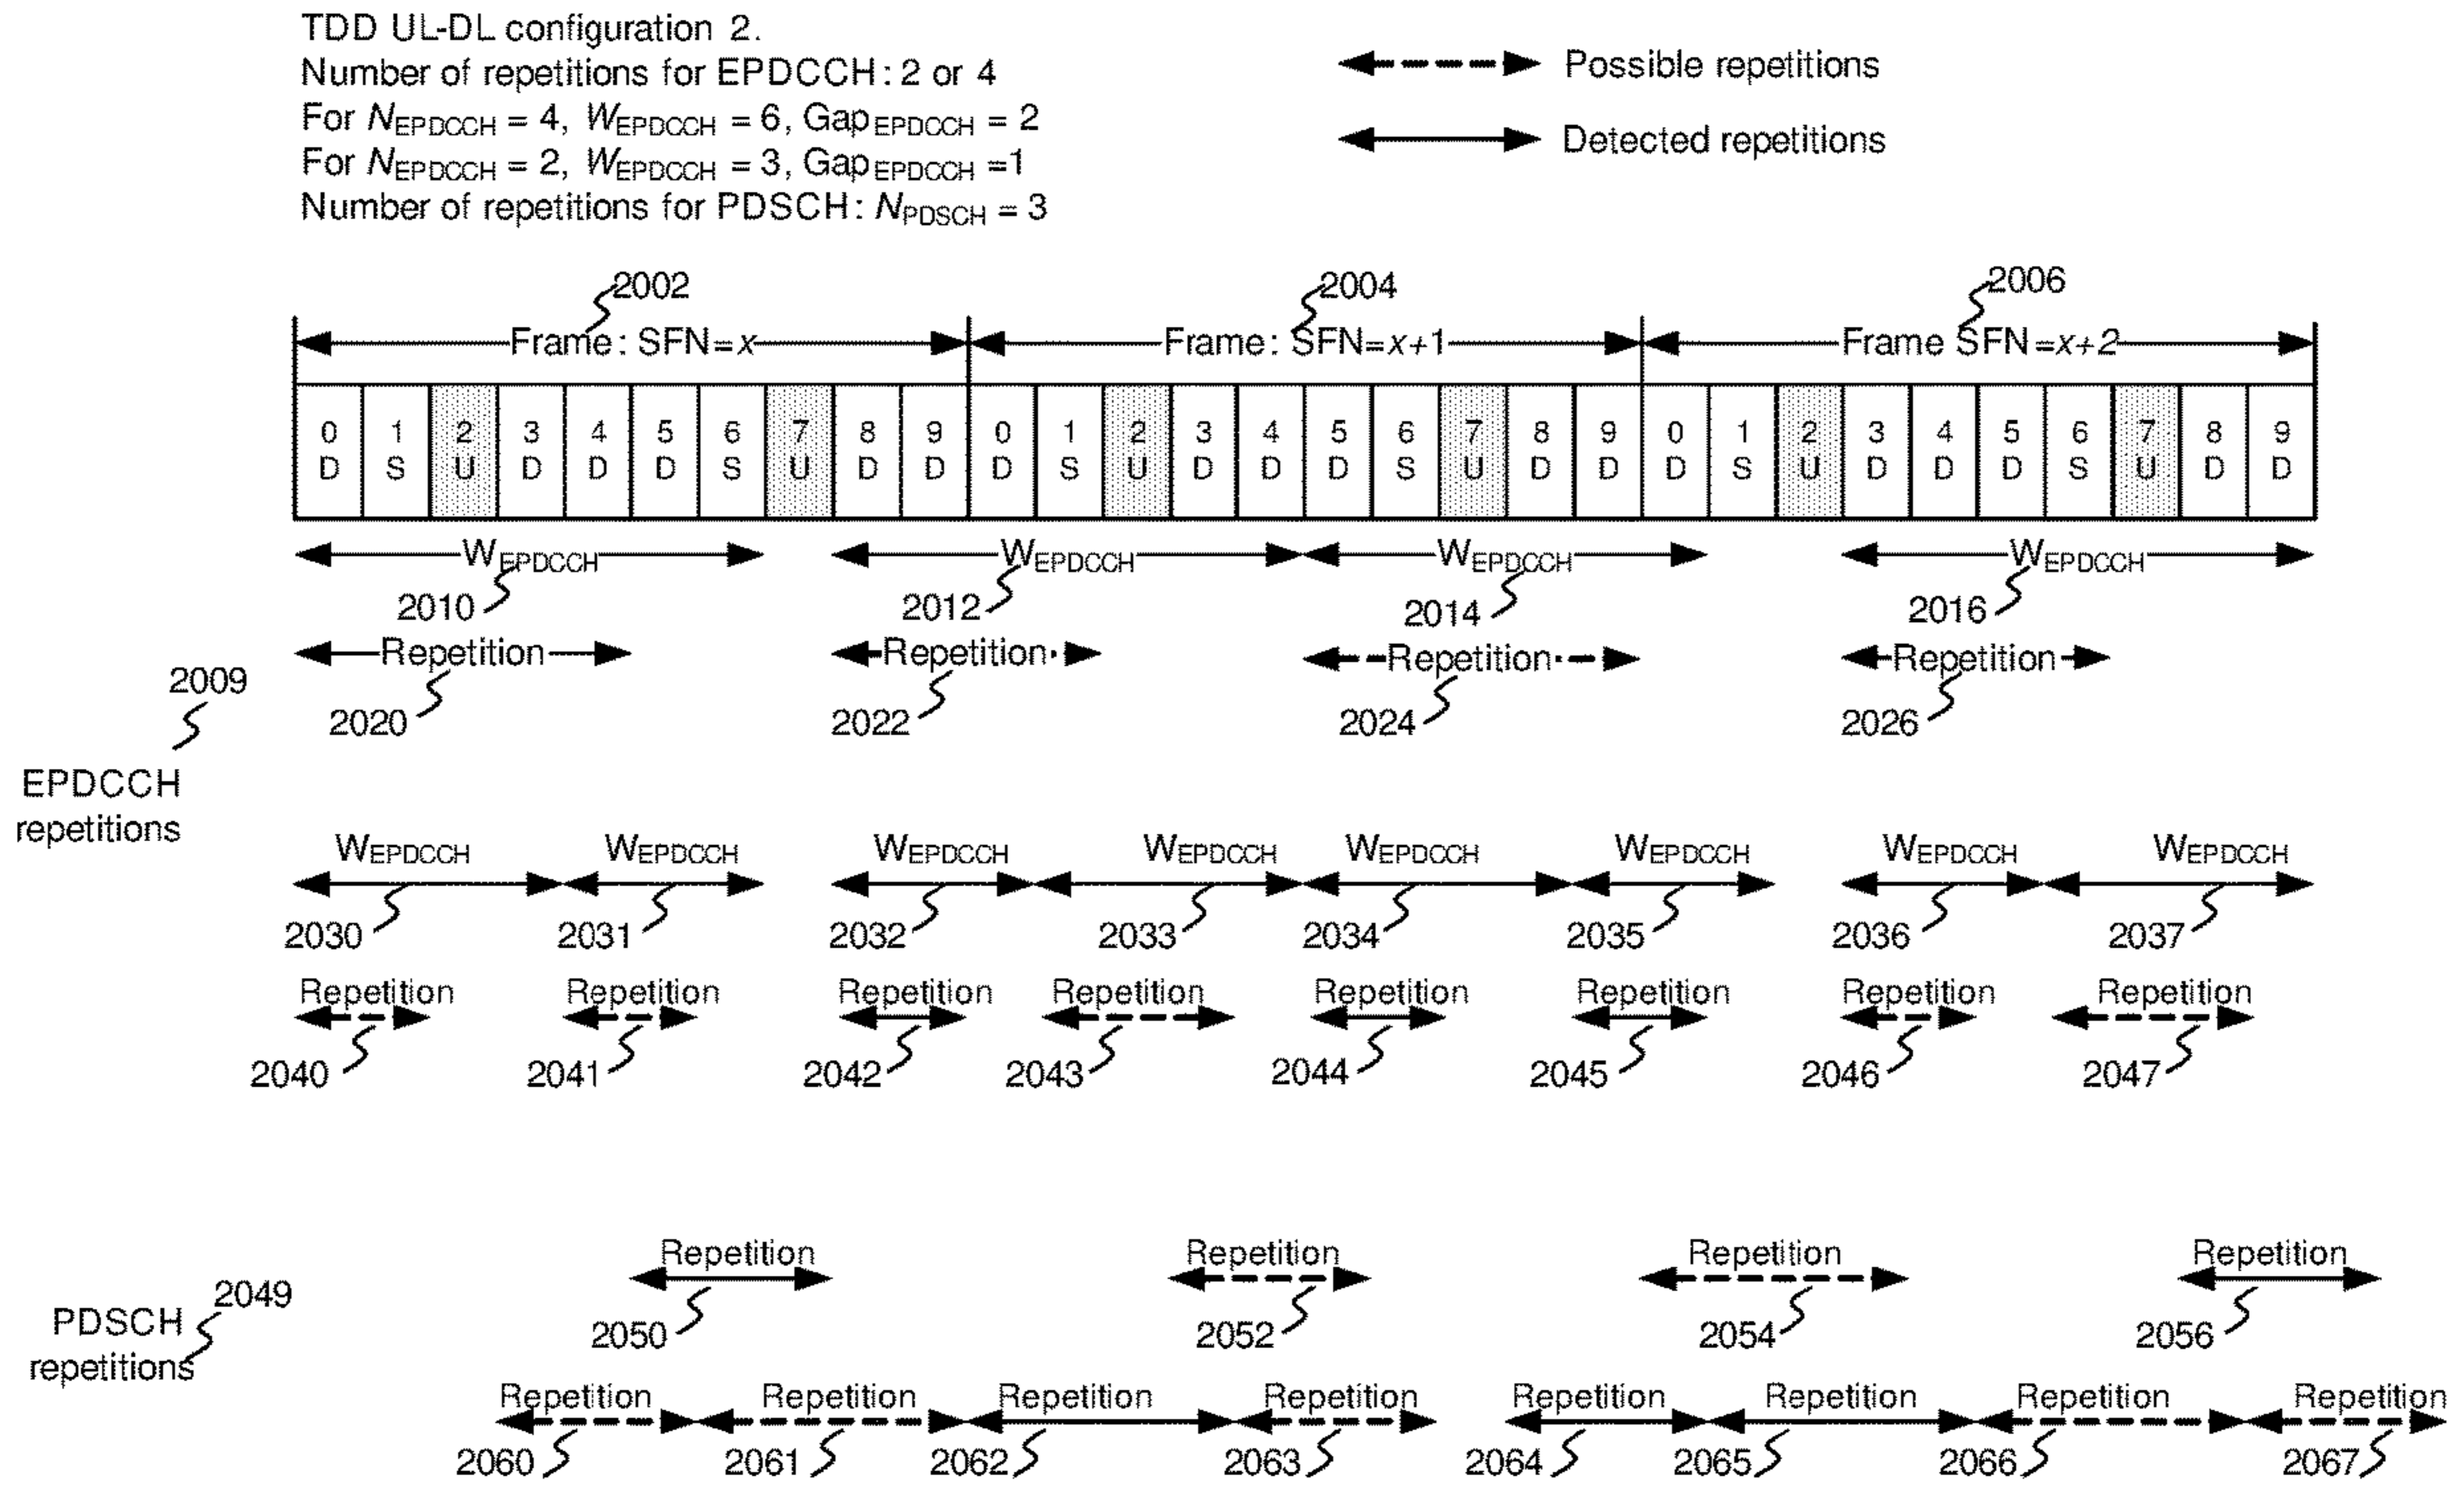 TDD UL-DL configuration 2.
Number of repetitions for EPDCCH: 2 or 4
For NEPDCCH = 4, WEPDCCH = 6, GapEPDCCH = 2
For NEPDCCH = 2, WEPDCCH = 3, GapEPDCCH =1
Number of repetitions for PDSCH: NPDSCH = 3
Possible repetitions
Detected repetitions
2002 2004 2006
Frame: SFN=x Frame: SFN=x+1 Frame SFN=x+2
0 1 2 3 4 5 6 7 8 9 0 1 2 3 4 5 6 7 8 9 0 1 2 3 4 5 6 7 8 9
D S U D D D S U D D D S U D D D S U D D D S U D D D S U D D
WEPDCCH WEPDCCH WEPDCCH WEPDCCH
2010 2012 2014 2016
Repetition Repetition Repetition Repetition
2020 2022 2024 2026
2009
EPDCCH
repetitions
WEPDCCH WEPDCCH WEPDCCH WEPDCCH WEPDCCH WEPDCCH WEPDCCH WEPDCCH
2030 2031 2032 2033 2034 2035 2036 2037
Repetition Repetition Repetition Repetition Repetition Repetition Repetition Repetition
2040 2041 2042 2043 2044 2045 2046 2047
Repetition Repetition Repetition Repetition
2050 2052 2054 2056
2049
PDSCH
repetitions
Repetition Repetition Repetition Repetition Repetition Repetition Repetition Repetition
2060 2061 2062 2063 2064 2065 2066 2067